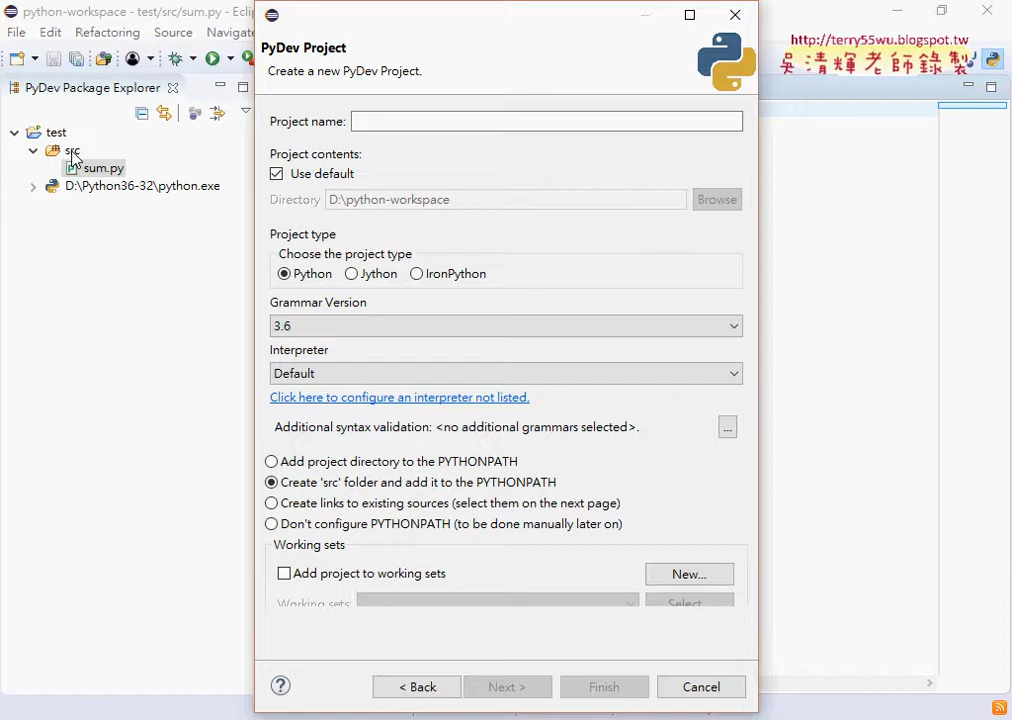 python-workspace - test/src/sum.py - Eclip
File Edit Refactoring Source Navigate
http://terry55wu.blogspot.tw
吳清輝老師錄製
PyDev Package Explorer
test
src
sum.py
D:\Python36-32\python.exe
PyDev Project
Create a new PyDev Project.
Project name:
Project contents:
Use default
Directory D:\python-workspace Browse
Project type
Choose the project type
Python Jython IronPython
Grammar Version
3.6
Interpreter
Default
Click here to configure an interpreter not listed.
Additional syntax validation: <no additional grammars selected>. ...
Add project directory to the PYTHONPATH
Create 'src' folder and add it to the PYTHONPATH
Create links to existing sources (select them on the next page)
Don't configure PYTHONPATH (to be done manually later on)
Working sets
Add project to working sets New...
Working sets: Select...
? < Back Next > Finish Cancel